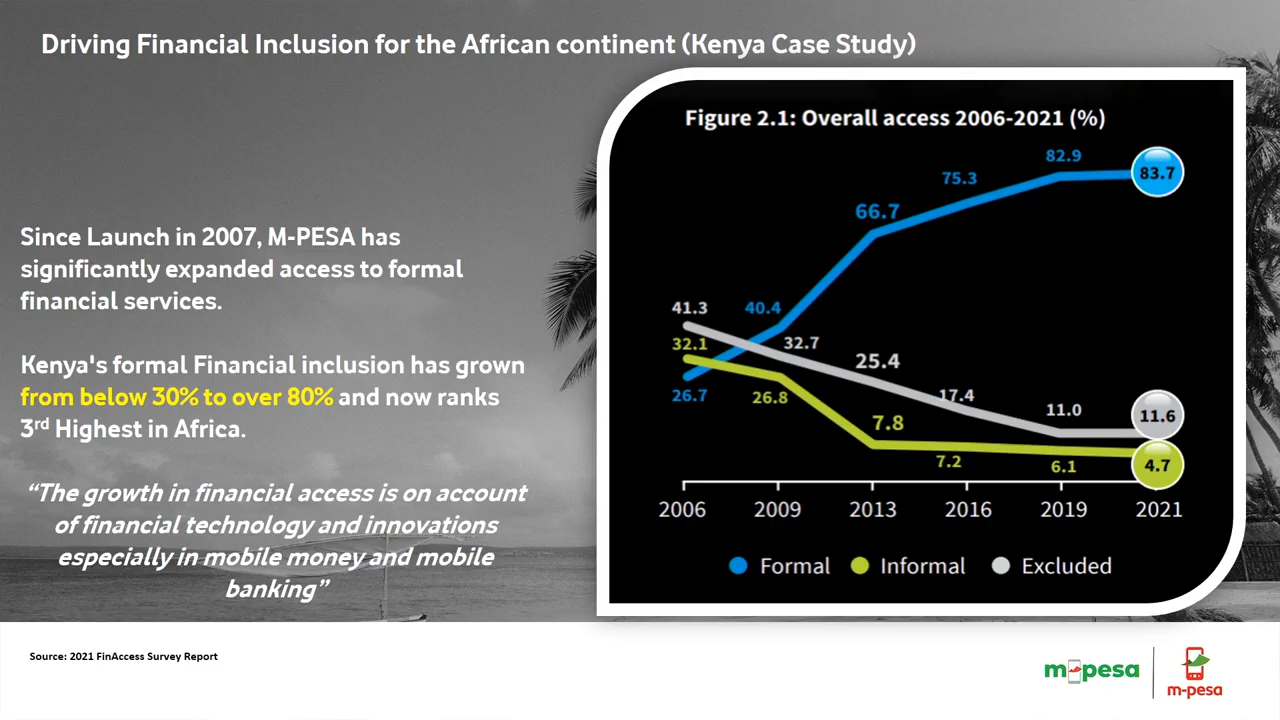 Driving Financial Inclusion for the African continent (Kenya Case Study)
Since Launch in 2007, M-PESA has
significantly expanded access to formal
financial services.
Kenya's formal Financial inclusion has grown
from below 30% to over 80% and now ranks
3rd Highest in Africa.
“The growth in financial access is on account
of financial technology and innovations
especially in mobile money and mobile
banking”
Figure 2.1: Overall access 2006-2021 (%)
82.9
83.7
75.3
66.7
41.3
40.4
32.1
32.7
25.4
26.7
26.8
17.4
11.0
11.6
7.8
7.2
6.1
4.7
2006 2009 2013 2016 2019 2021
Formal Informal Excluded
Source: 2021 FinAccess Survey Report
m-pesa
m-pesa